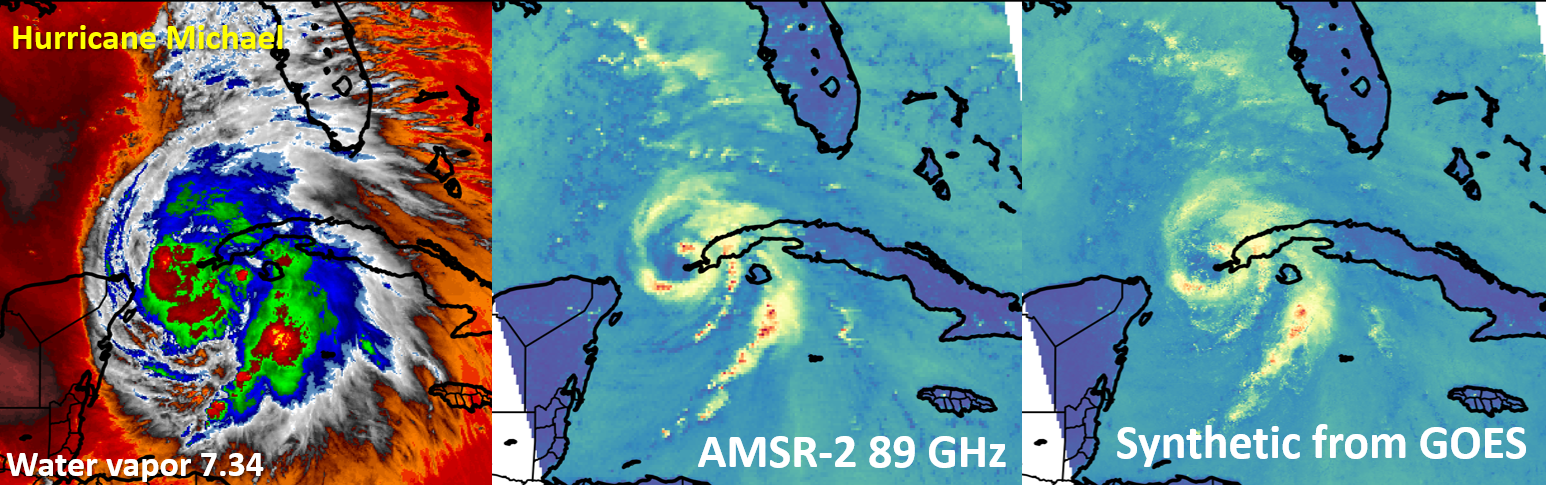 Hurricane Michael
Water vapor 7.34
AMSR-2 89 GHz
Synthetic from GOES